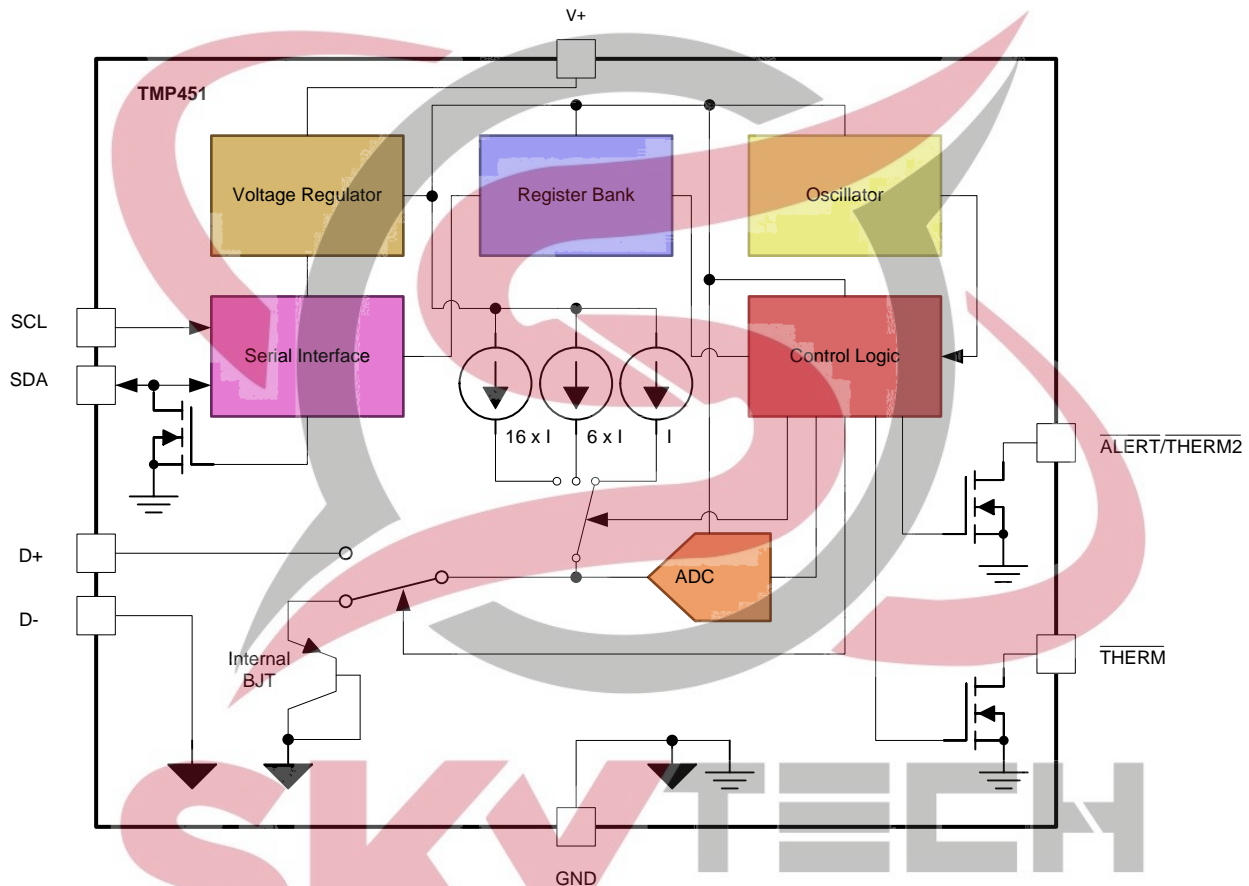 V+
TMP451
Voltage Regulator
Register Bank
Oscillator
SCL
Serial Interface
Control Logic
SDA
16 x I
6 x I
I
ALERT/THERM2
D+
ADC
D-
Internal
BJT
THERM
SKYTECH
GND